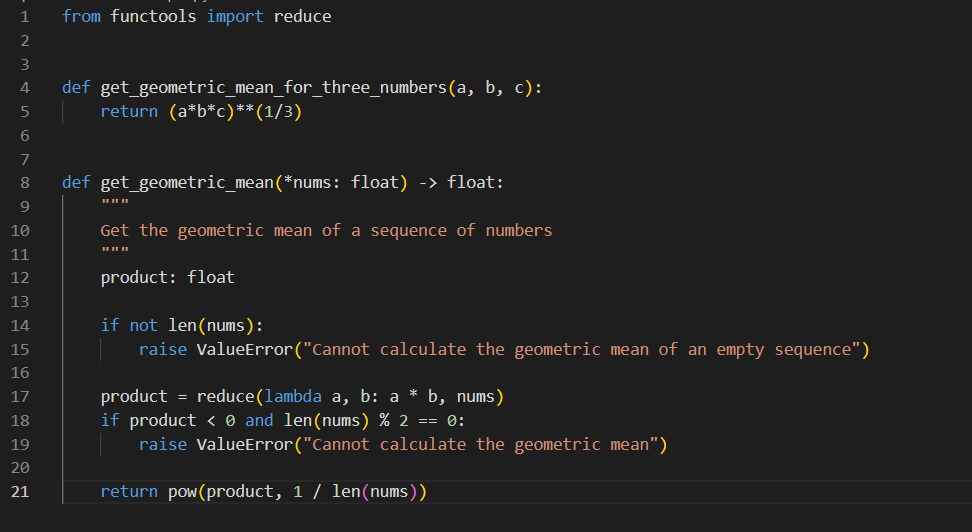 1 from functools import reduce
2
3
4 def get_geometric_mean_for_three_numbers(a, b, c):
5     return (a*b*c)**(1/3)
6
7
8 def get_geometric_mean(*nums: float) -> float:
9     """
10     Get the geometric mean of a sequence of numbers
11     """
12     product: float
13
14     if not len(nums):
15         raise ValueError("Cannot calculate the geometric mean of an empty sequence")
16
17     product = reduce(lambda a, b: a * b, nums)
18     if product < 0 and len(nums) % 2 == 0:
19         raise ValueError("Cannot calculate the geometric mean")
20
21     return pow(product, 1 / len(nums))